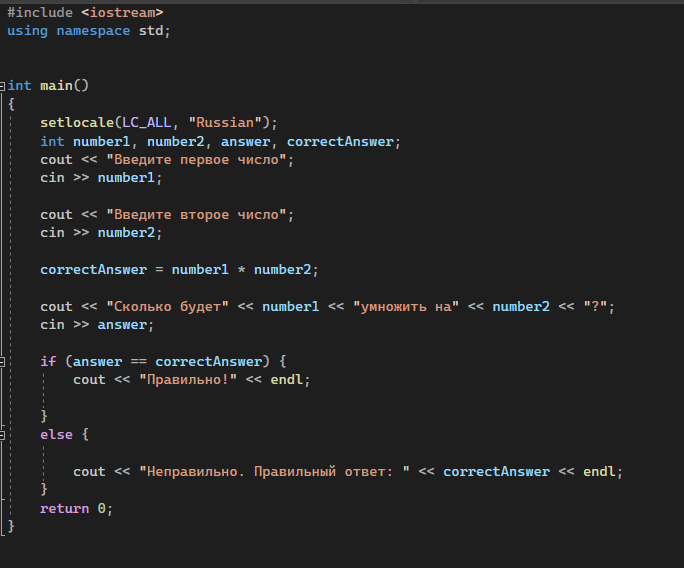 #include <iostream>
using namespace std;
int main()
{
setlocale(LC_ALL, "Russian");
int number1, number2, answer, correctAnswer;
cout << "Введите первое число";
cin >> number1;
cout << "Введите второе число";
cin >> number2;
correctAnswer = number1 * number2;
cout << "Сколько будет" << number1 << "умножить на" << number2 << "?";
cin >> answer;
if (answer == correctAnswer) {
cout << "Правильно!" << endl;
}
else {
cout << "Неправильно. Правильный ответ: " << correctAnswer << endl;
}
return 0;
}